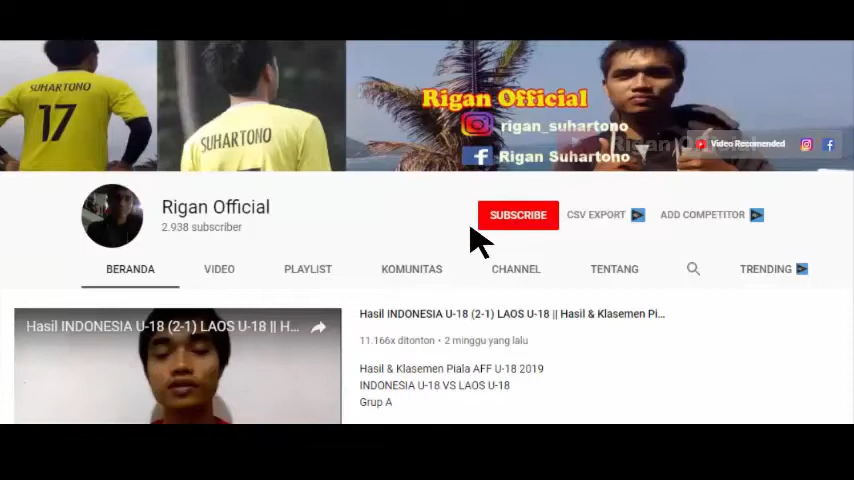 SUHARTONO
17
SUHARTONO
Rigan Official
rigan_suhartono
Rigan Suhartono
Video Recomended
Rigan Official
2.938 subscriber
SUBSCRIBE
CSV EXPORT
ADD COMPETITOR
BERANDA
VIDEO
PLAYLIST
KOMUNITAS
CHANNEL
TENTANG
TRENDING
Hasil INDONESIA U-18 (2-1) LAOS U-18 || H...
Hasil INDONESIA U-18 (2-1) LAOS U-18 || Hasil & Klasemen Pi...
11.166x ditonton • 2 minggu yang lalu
Hasil & Klasemen Piala AFF U-18 2019
INDONESIA U-18 VS LAOS U-18
Grup A